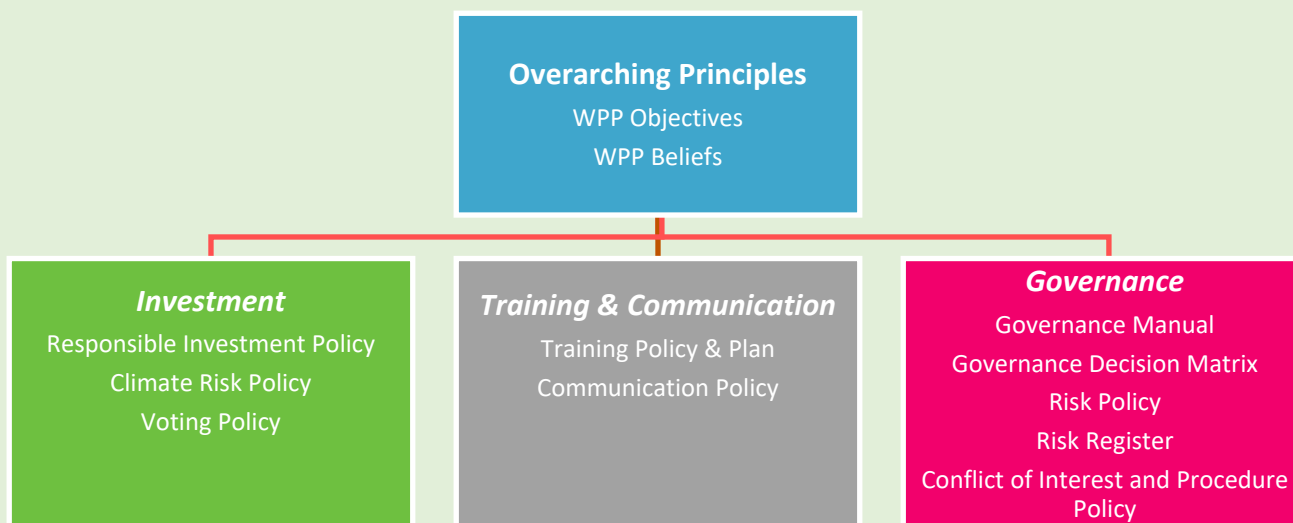 Overarching Principles
WPP Objectives
WPP Beliefs
Investment
Responsible Investment Policy
Climate Risk Policy
Voting Policy
Training & Communication
Training Policy & Plan
Communication Policy
Governance
Governance Manual
Governance Decision Matrix
Risk Policy
Risk Register
Conflict of Interest and Procedure
Policy